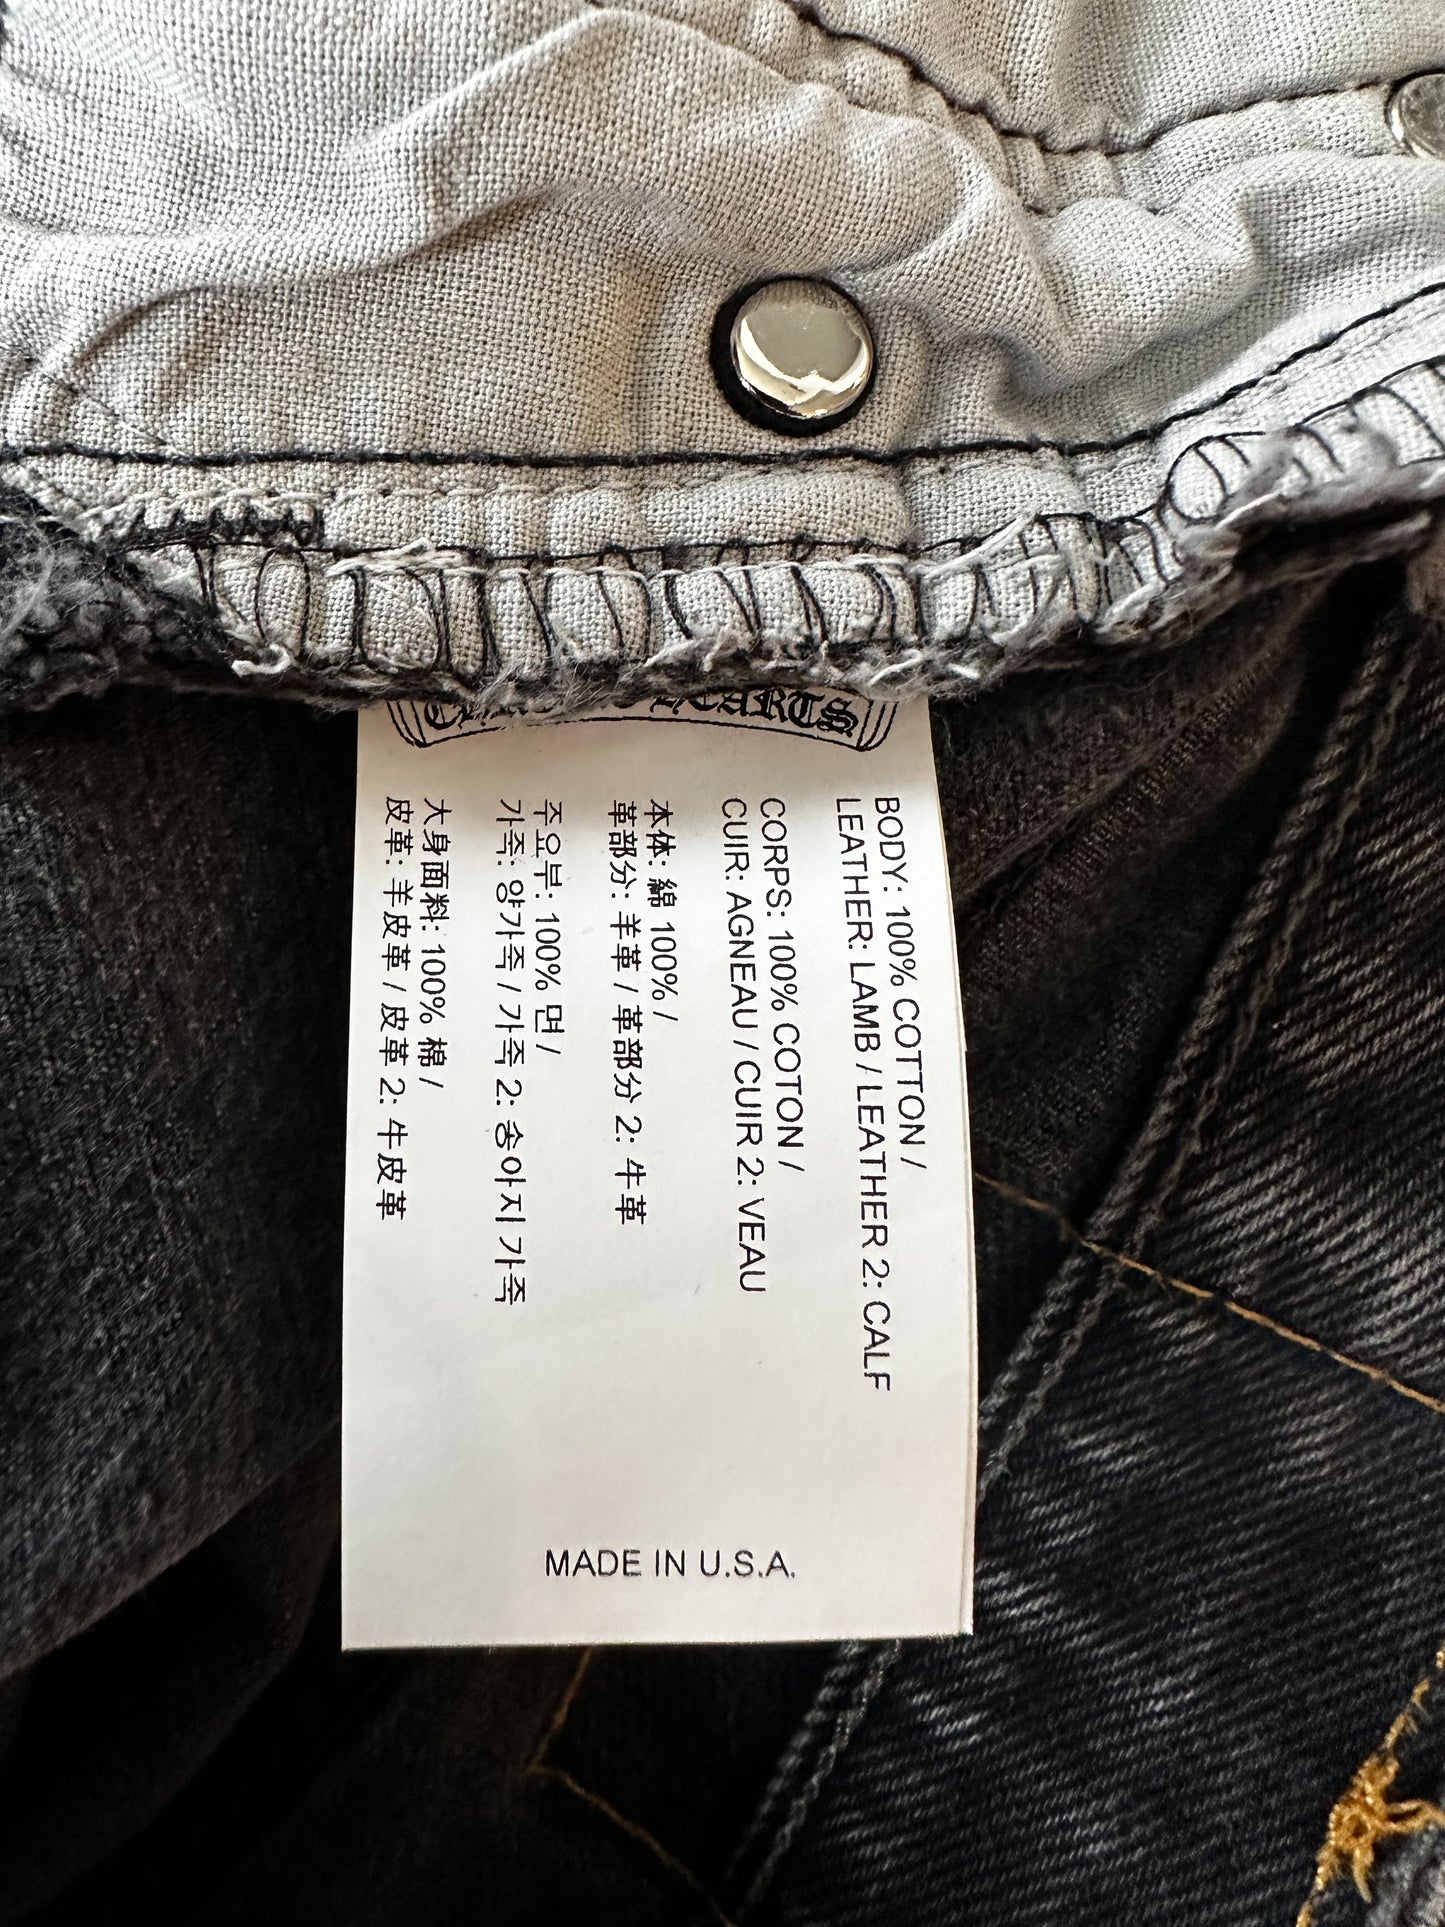 BODY: 100% COTTON /
LEATHER: LAMB / LEATHER 2: CALF
CORPS: 100% COTON /
CUIR: AGNEAU / CUIR 2: VEAU
本体: 綿 100% /
革部分: 羊革 / 革部分 2: 牛革
주요부: 100% 면 /
가죽: 양가죽 / 가죽 2: 송아지 가죽
大身面料: 100% 棉 /
皮革: 羊皮革 / 皮革 2: 牛皮革
MADE IN U.S.A.